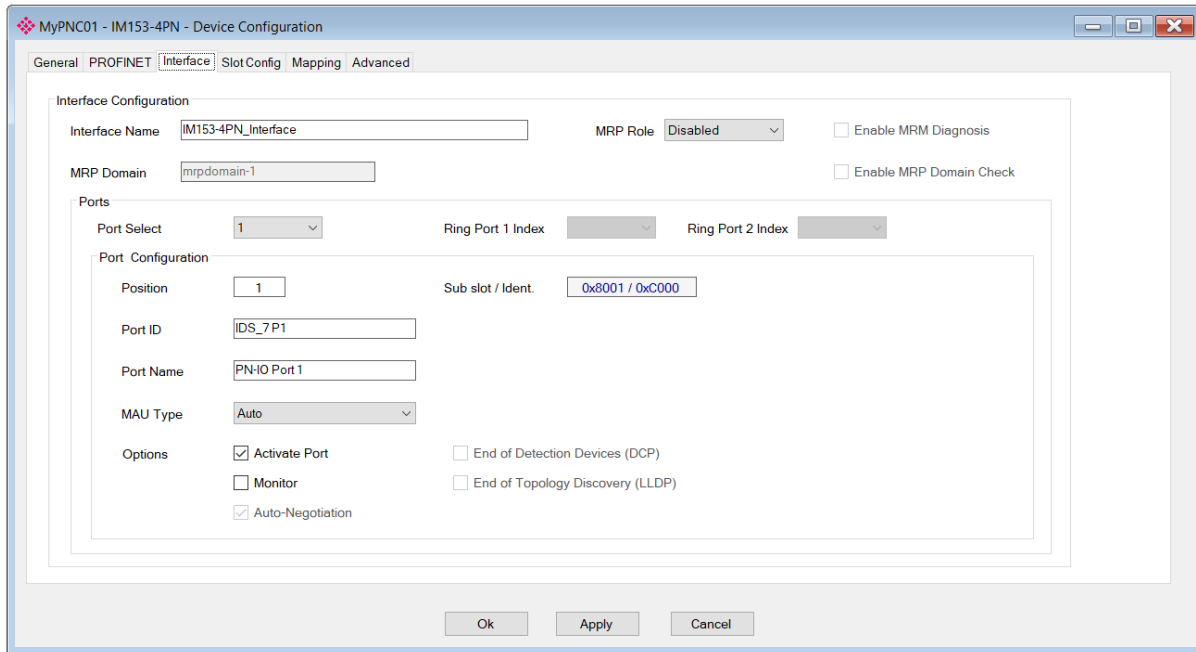 MyPNC01 - IM153-4PN - Device Configuration
General PROFINET Interface Slot Config Mapping Advanced
Interface Configuration
Interface Name IM153-4PN_Interface MRP Role Disabled Enable MRM Diagnosis
MRP Domain mrpdomain-1 Enable MRP Domain Check
Ports
Port Select 1 Ring Port 1 Index Ring Port 2 Index
Port Configuration
Position 1 Sub slot / Ident. 0x8001 / 0xC000
Port ID IDS_7P1
Port Name PN-IO Port 1
MAU Type Auto
Options Activate Port End of Detection Devices (DCP)
Monitor End of Topology Discovery (LLDP)
Auto-Negotiation
Ok Apply Cancel